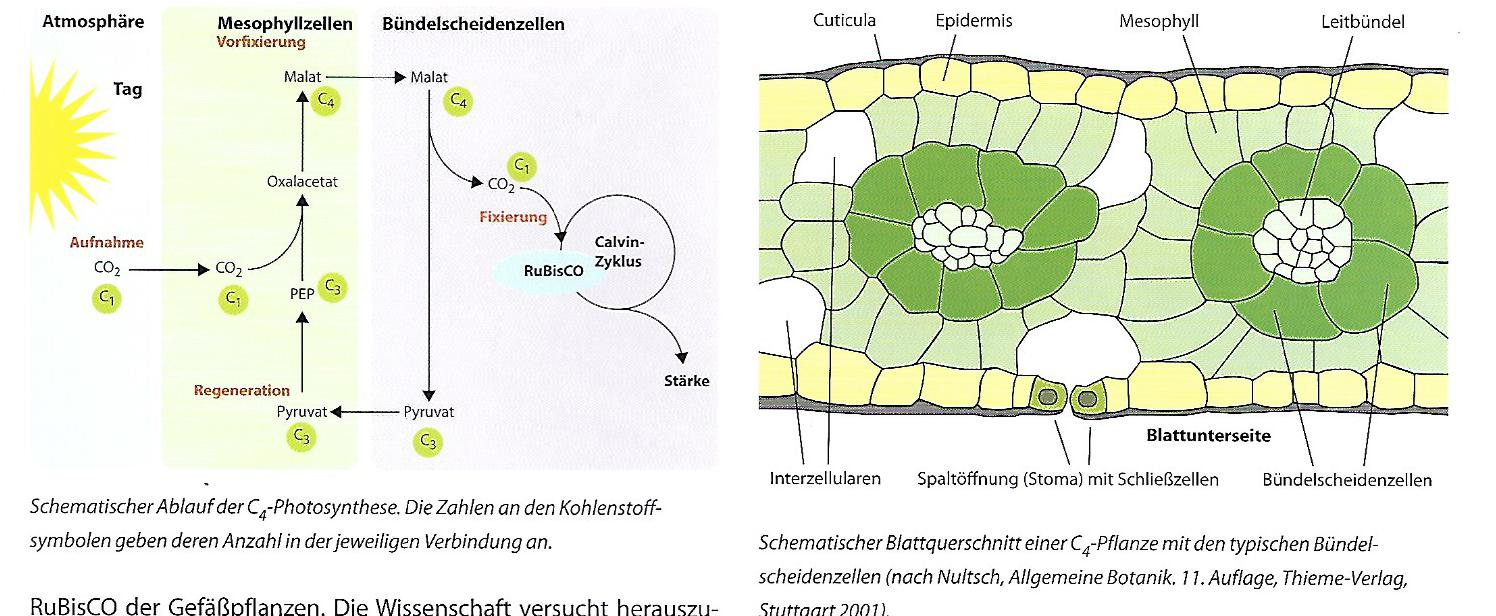 Atmosphäre
Mesophyllzellen
Bündelscheidenzellen
Vorfixierung
Malat
Malat
Tag
C4
C4
C1
CO2
Oxalacetat
Fixierung
Aufnahme
Calvin-
Zyklus
CO2
CO2
RuBisCO
C1
C1
PEP
C3
Regeneration
Stärke
Pyruvat
Pyruvat
C3
C3
Schematischer Ablauf der C4-Photosynthese. Die Zahlen an den Kohlenstoff-
symbolen geben deren Anzahl in der jeweiligen Verbindung an.
RuBisCO der Gefäßpflanzen. Die Wissenschaft versucht herauszu-
Cuticula
Epidermis
Mesophyll
Leitbündel
Blattunterseite
Interzellularen
Spaltöffnung (Stoma) mit Schließzellen
Bündelscheidenzellen
Schematischer Blattquerschnitt einer C4-Pflanze mit den typischen Bündel-
scheidenzellen (nach Nultsch, Allgemeine Botanik. 11. Auflage, Thieme-Verlag,
Stuttgart 2001).